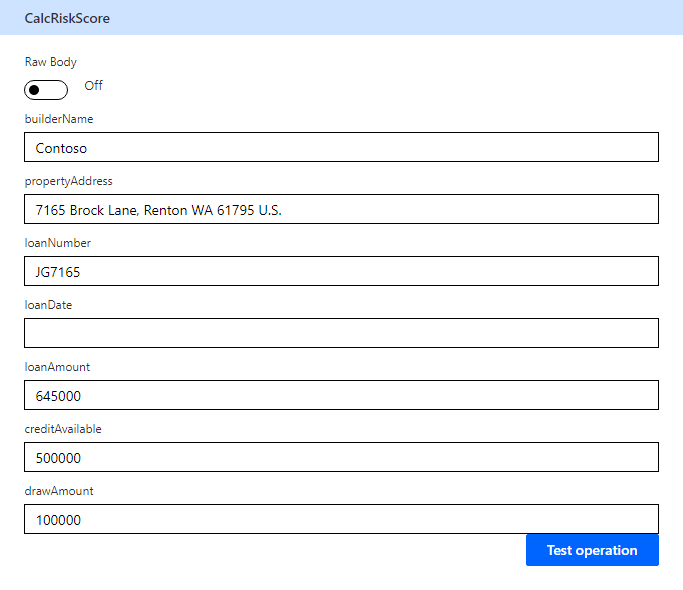 CalcRiskScore
Raw Body
Off
builderName
Contoso
propertyAddress
7165 Brock Lane, Renton WA 61795 U.S.
loanNumber
JG7165
loanDate
loanAmount
645000
creditAvailable
500000
drawAmount
100000
Test operation